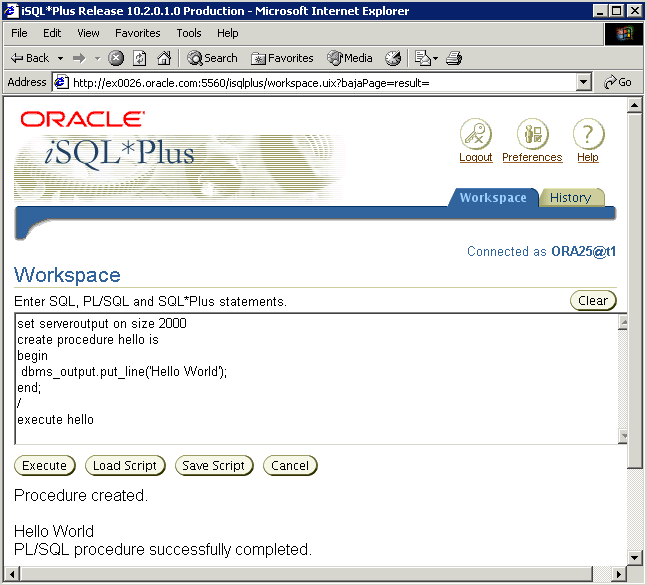 iSQL*Plus Release 10.2.0.1.0 Production - Microsoft Internet Explorer
File Edit View Favorites Tools Help
Back Search Favorites Media
Address http://ex0026.oracle.com:5560/isqlplus/workspace.uix?bajaPage=result= Go
ORACLE
iSQL*Plus
Logout Preferences Help
Workspace History
Connected as ORA25@t1
Workspace
Enter SQL, PL/SQL and SQL*Plus statements. Clear
set serveroutput on size 2000
create procedure hello is
begin
dbms_output.put_line('Hello World');
end;
/
execute hello
Execute Load Script Save Script Cancel
Procedure created.
Hello World
PL/SQL procedure successfully completed.